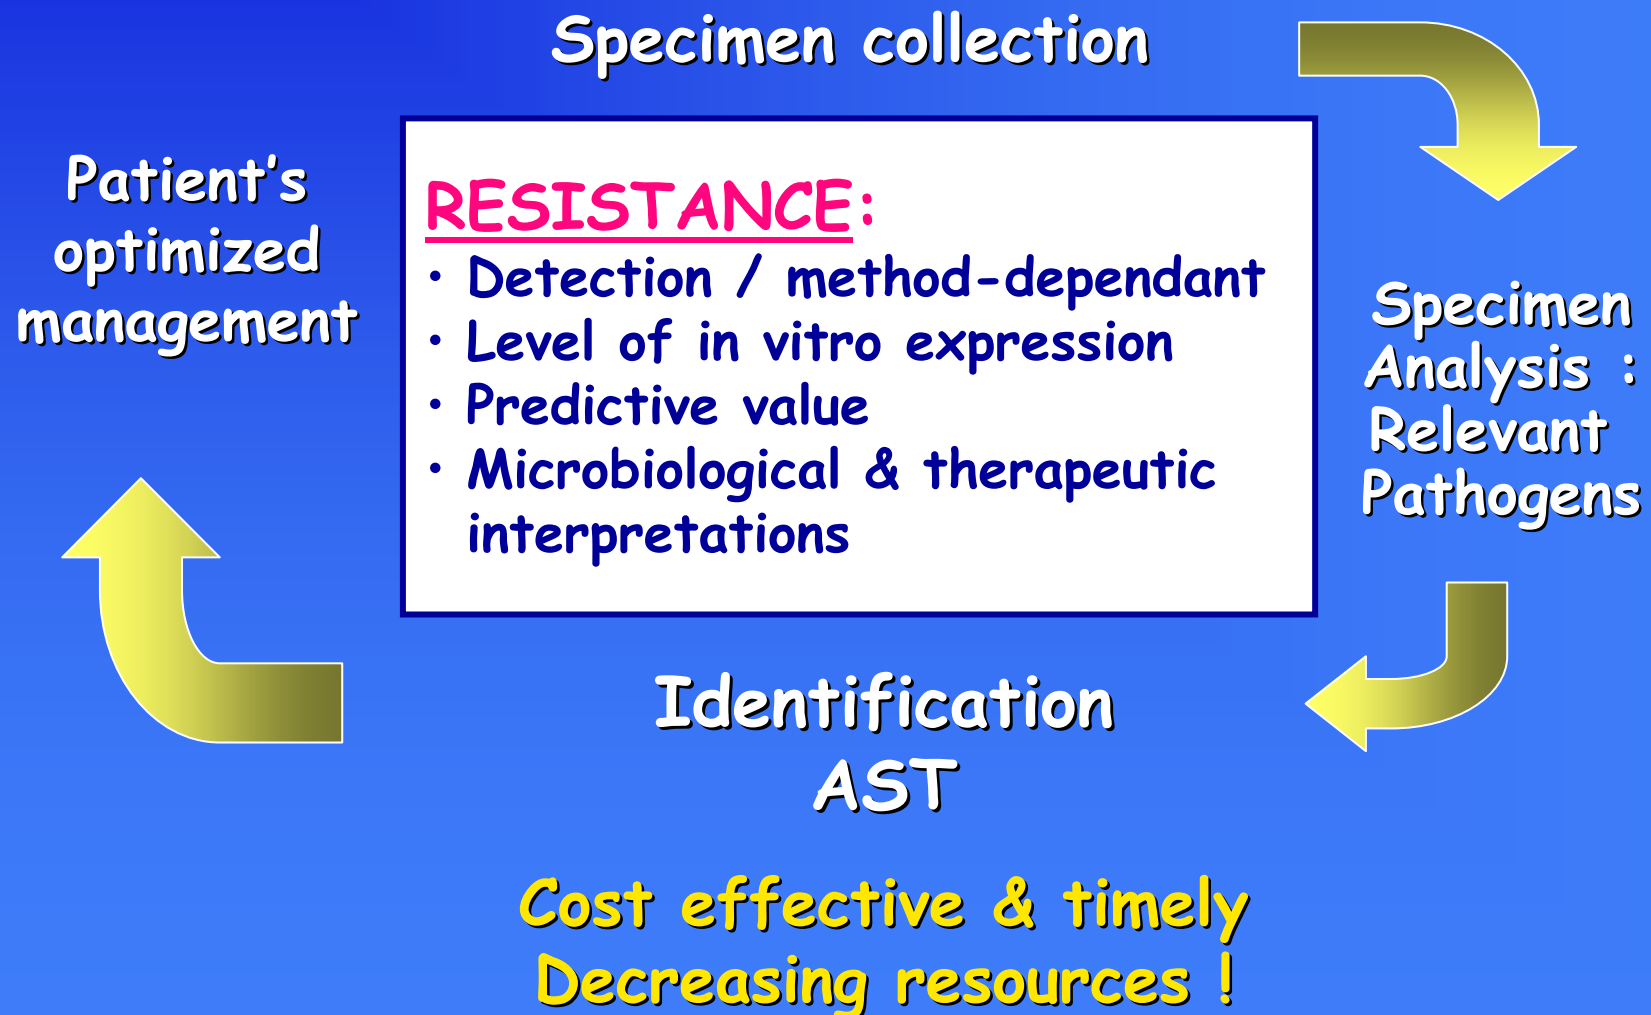 Specimen collection
Patient's
optimized
management
RESISTANCE:
• Detection / method-dependant
• Level of in vitro expression
• Predictive value
• Microbiological & therapeutic
interpretations
Specimen
Analysis :
Relevant
Pathogens
Identification
AST
Cost effective & timely
Decreasing resources !